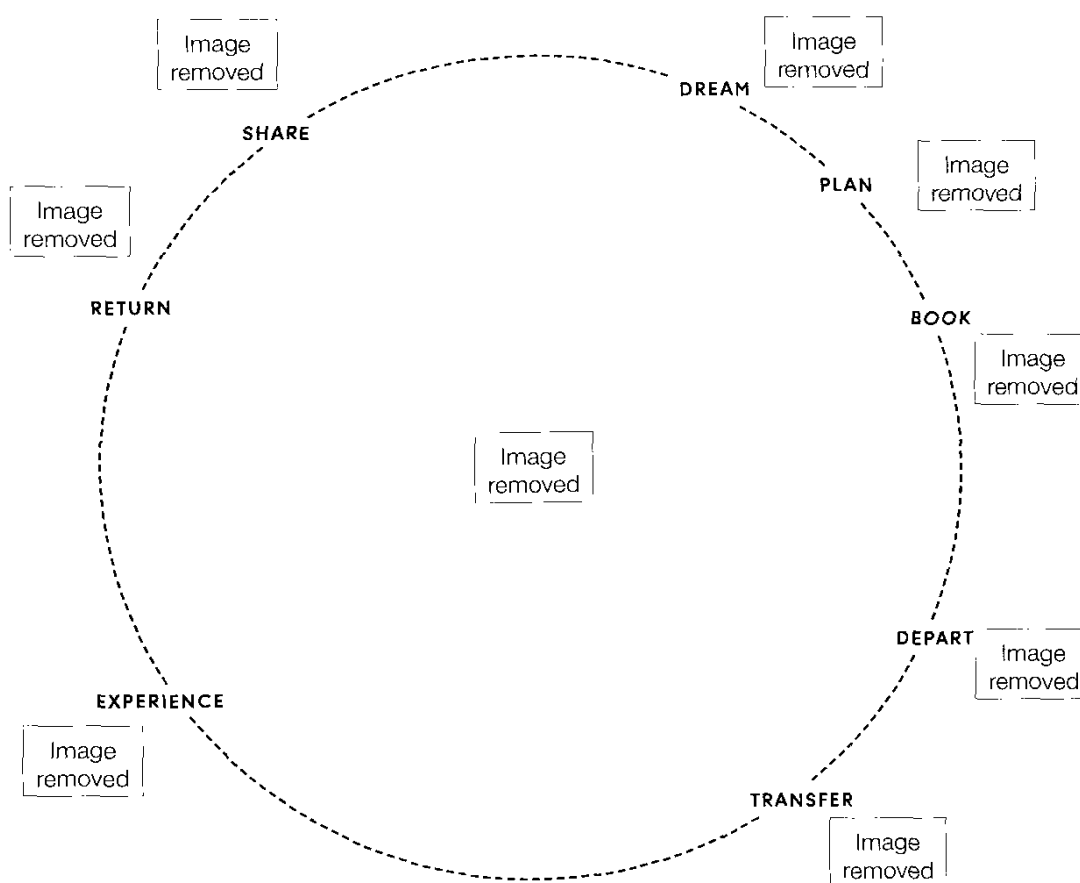 Image
removed
Image
removed
DREAM
SHARE
Image
removed
PLAN
Image
removed
RETURN
BOOK
Image
removed
Image
removed
DEPART
Image
removed
EXPERIENCE
Image
removed
TRANSFER
Image
removed